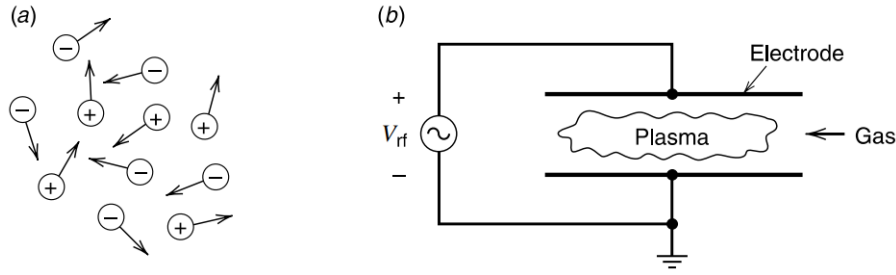 (a)
− − + − + + − + − − − +
(b)
Electrode
+
V_rf
−
Plasma
Gas